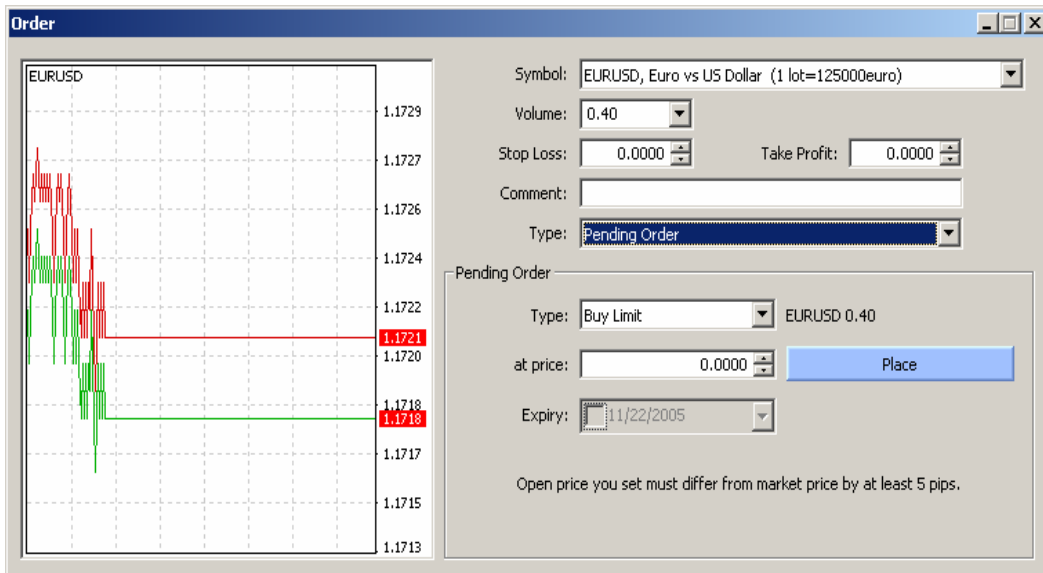 Order
EURUSD
1.1729
1.1727
1.1726
1.1724
1.1722
1.1721
1.1720
1.1718
1.1718
1.1717
1.1715
1.1713
Symbol: EURUSD, Euro vs US Dollar (1 lot=125000euro)
Volume: 0.40
Stop Loss: 0.0000 Take Profit: 0.0000
Comment:
Type: Pending Order
Pending Order
Type: Buy Limit EURUSD 0.40
at price: 0.0000 Place
Expiry: 11/22/2005
Open price you set must differ from market price by at least 5 pips.